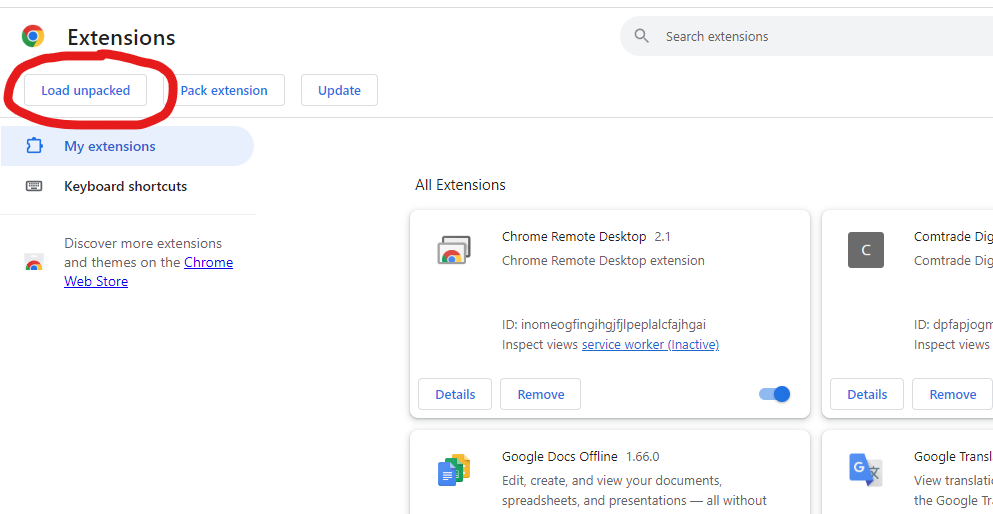 Extensions
Search extensions
Load unpacked
Pack extension
Update
My extensions
Keyboard shortcuts
Discover more extensions
and themes on the Chrome
Web Store
All Extensions
Chrome Remote Desktop 2.1
Chrome Remote Desktop extension
ID: inomeogfingihgjfjlpeplalcfajhgai
Inspect views service worker (Inactive)
Details
Remove
C
Comtrade Dig
Comtrade Dig
ID: dpfapjogm
Inspect views
Details
Remove
Google Docs Offline 1.66.0
Edit, create, and view your documents,
spreadsheets, and presentations — all without
Google Transl
View translatio
the Google Tra